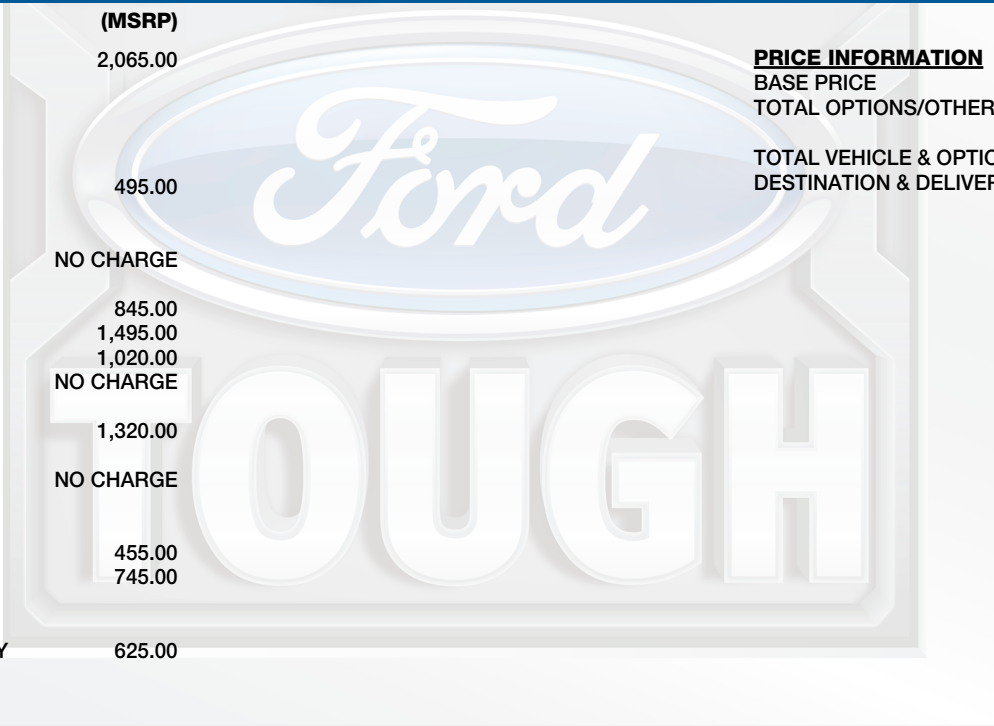 (MSRP)
2,065.00
495.00
NO CHARGE
845.00
1,495.00
1,020.00
NO CHARGE
1,320.00
NO CHARGE
455.00
745.00
Y 625.00
PRICE INFORMATION
BASE PRICE
TOTAL OPTIONS/OTHER
TOTAL VEHICLE & OPTIO
DESTINATION & DELIVER
Ford
TOUGH